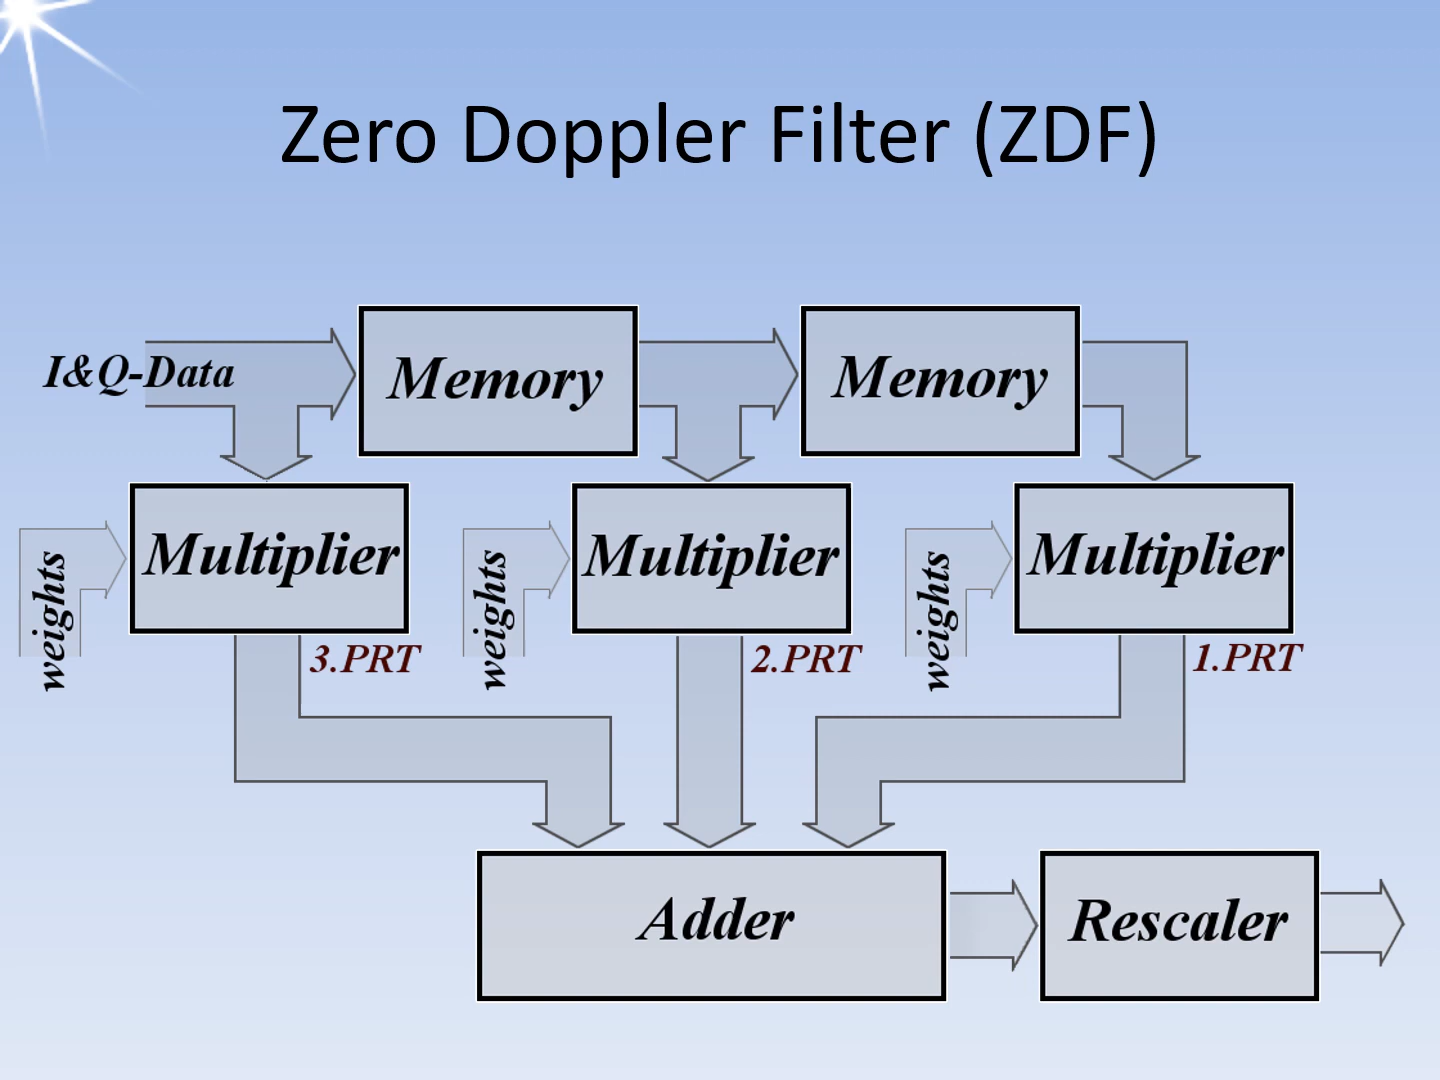 Zero Doppler Filter (ZDF)
I&Q-Data
Memory
Memory
weights
Multiplier
weights
Multiplier
weights
Multiplier
3.PRT
2.PRT
1.PRT
Adder
Rescaler